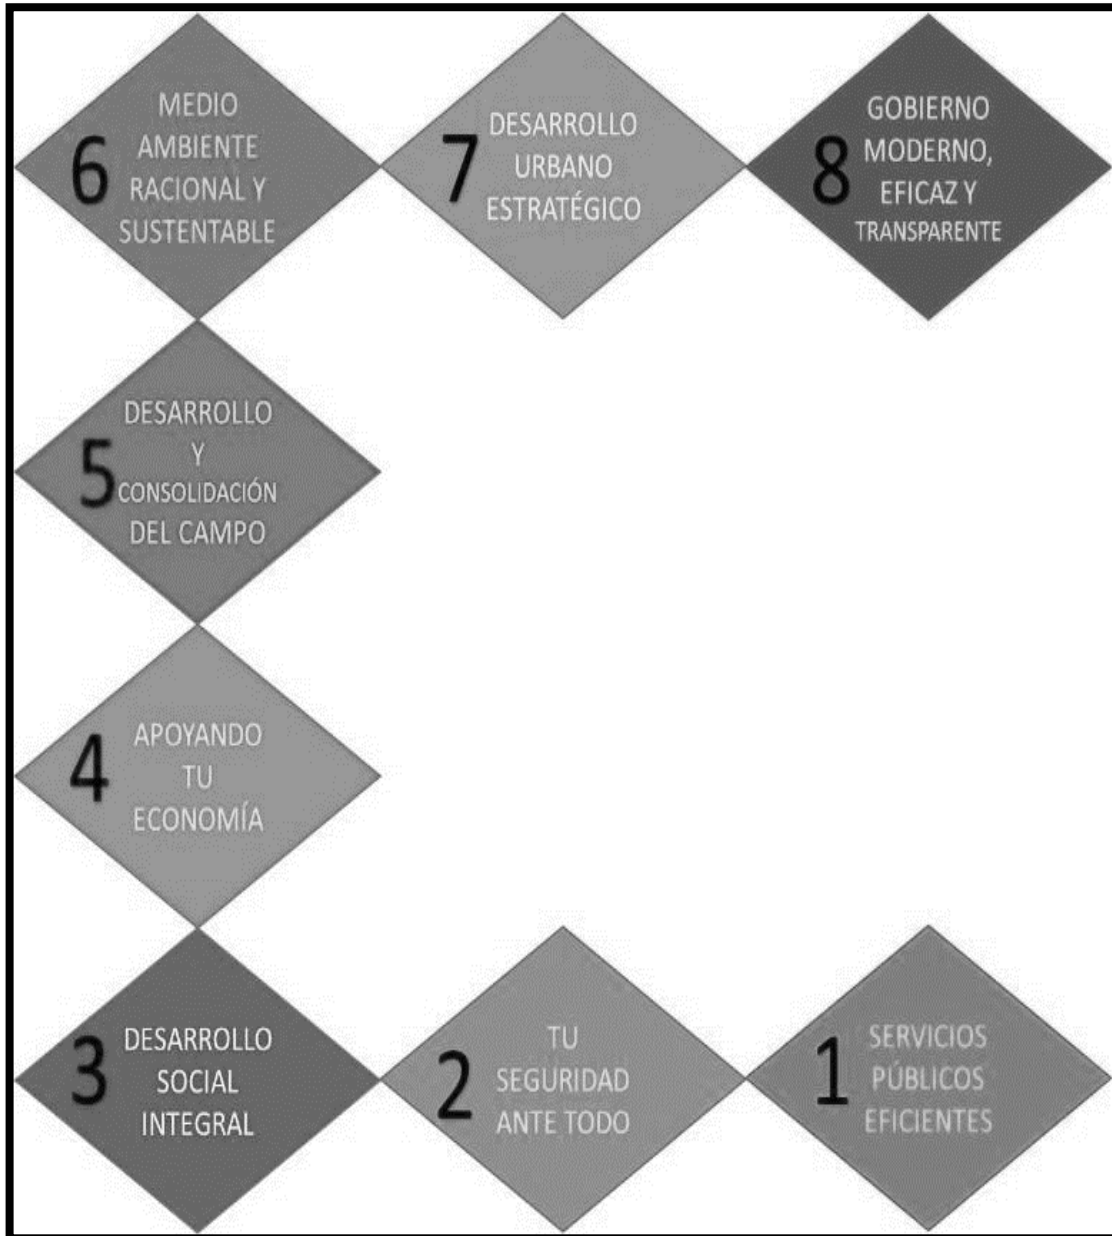 6
MEDIO
AMBIENTE
RACIONAL Y
SUSTENTABLE
7
DESARROLLO
URBANO
ESTRATÉGICO
8
GOBIERNO
MODERNO,
EFICAZ Y
TRANSPARENTE
5
DESARROLLO
Y
CONSOLIDACIÓN
DEL CAMPO
4
APOYANDO
TU
ECONOMÍA
3
DESARROLLO
SOCIAL
INTEGRAL
2
TU
SEGURIDAD
ANTE TODO
1
SERVICIOS
PÚBLICOS
EFICIENTES